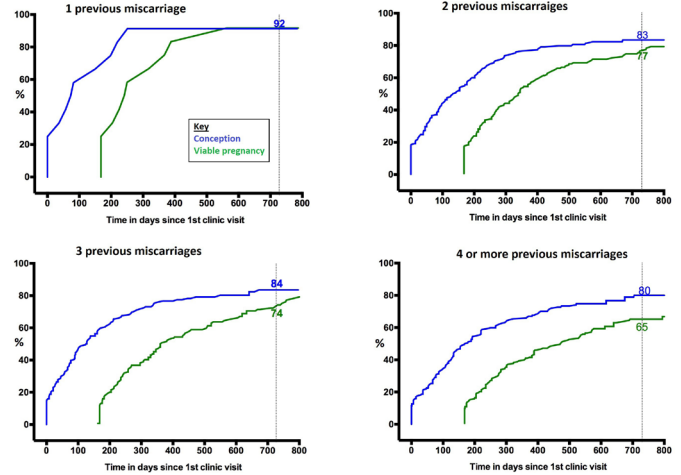 1 previous miscarriage
92
100
80
60
%
40
20
0
Key
Conception
Viable pregnancy
0 100 200 300 400 500 600 700 800
Time in days since 1st clinic visit
2 previous miscarraiges
83
77
100
80
60
%
40
20
0
0 100 200 300 400 500 600 700 800
Time in days since 1st clinic visit
3 previous miscarriages
84
74
100
80
60
%
40
20
0
0 100 200 300 400 500 600 700 800
Time in days since 1st clinic visit
4 or more previous miscarriages
80
65
100
80
60
%
40
20
0
0 100 200 300 400 500 600 700 800
Time in days since 1st clinic visit